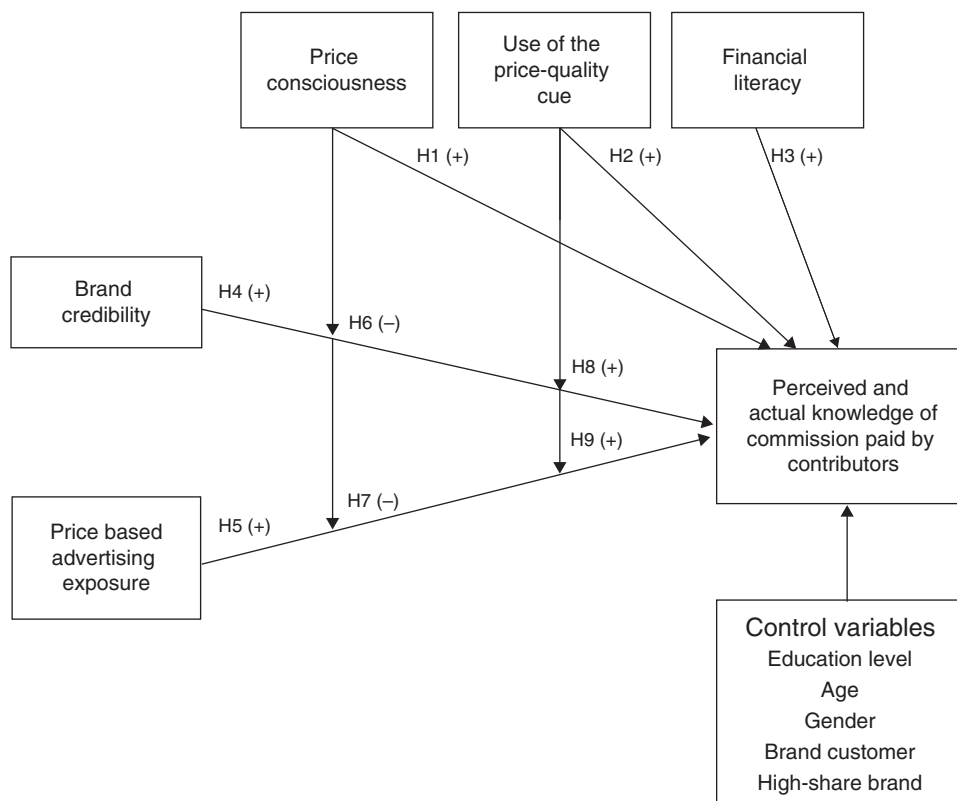 Price
consciousness
Use of the
price-quality
cue
Financial
literacy
H1 (+)
H2 (+)
H3 (+)
Brand
credibility
H4 (+)
H6 (–)
H8 (+)
Perceived and
actual knowledge of
commission paid by
contributors
H9 (+)
H7 (–)
H5 (+)
Price based
advertising
exposure
Control variables
Education level
Age
Gender
Brand customer
High-share brand